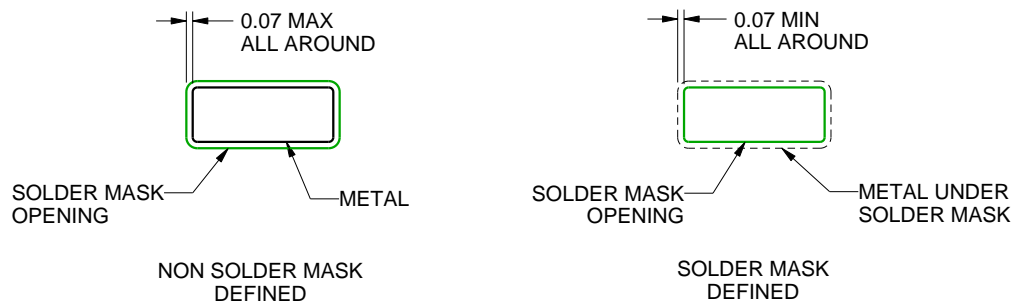 0.07 MAX
ALL AROUND
SOLDER MASK
OPENING
METAL
NON SOLDER MASK
DEFINED
0.07 MIN
ALL AROUND
SOLDER MASK
OPENING
METAL UNDER
SOLDER MASK
SOLDER MASK
DEFINED